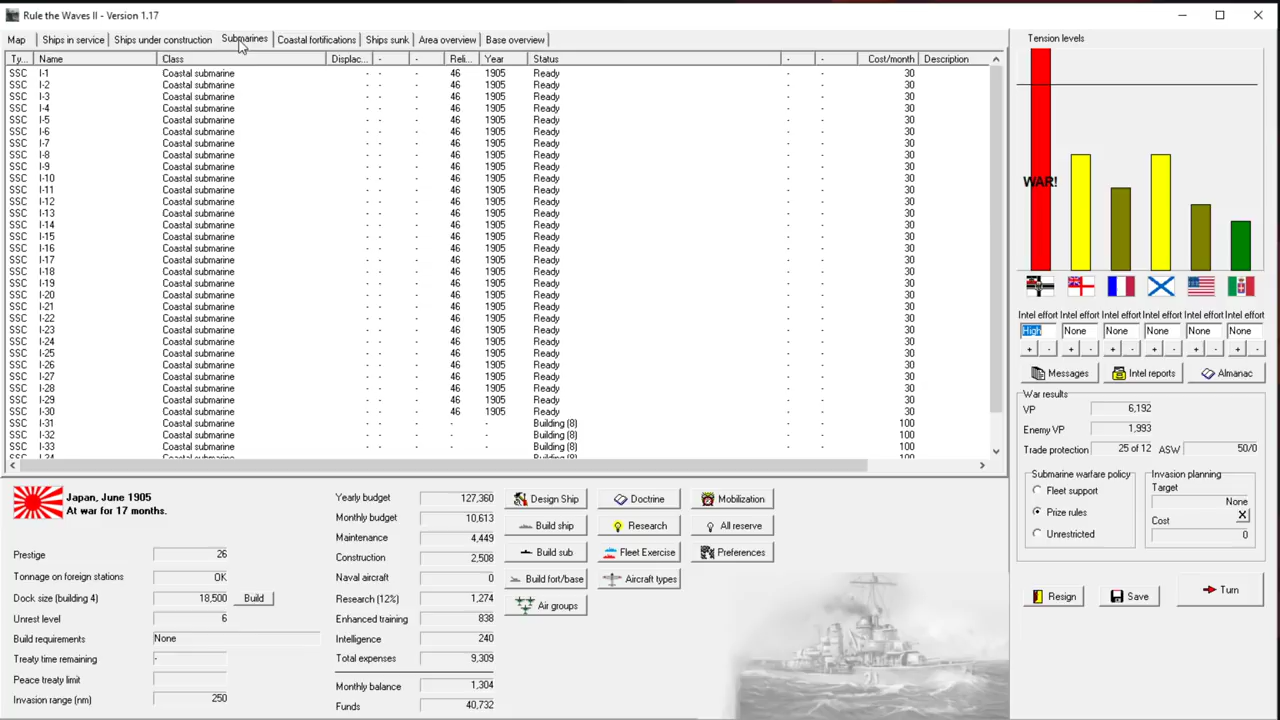 Rule the Waves II - Version 1.17
Map Ships in service Ships under construction Submarines Coastal fortifications Ships sunk Area overview Base overview
Ty... Name Class Displac... - - Reli... Year Status - - Cost/month Description
SSC I-1 Coastal submarine - - - 46 1905 Ready - - 30
SSC I-2 Coastal submarine - - - 46 1905 Ready - - 30
SSC I-3 Coastal submarine - - - 46 1905 Ready - - 30
SSC I-4 Coastal submarine - - - 46 1905 Ready - - 30
SSC I-5 Coastal submarine - - - 46 1905 Ready - - 30
SSC I-6 Coastal submarine - - - 46 1905 Ready - - 30
SSC I-7 Coastal submarine - - - 46 1905 Ready - - 30
SSC I-8 Coastal submarine - - - 46 1905 Ready - - 30
SSC I-9 Coastal submarine - - - 46 1905 Ready - - 30
SSC I-10 Coastal submarine - - - 46 1905 Ready - - 30
SSC I-11 Coastal submarine - - - 46 1905 Ready - - 30
SSC I-12 Coastal submarine - - - 46 1905 Ready - - 30
SSC I-13 Coastal submarine - - - 46 1905 Ready - - 30
SSC I-14 Coastal submarine - - - 46 1905 Ready - - 30
SSC I-15 Coastal submarine - - - 46 1905 Ready - - 30
SSC I-16 Coastal submarine - - - 46 1905 Ready - - 30
SSC I-17 Coastal submarine - - - 46 1905 Ready - - 30
SSC I-18 Coastal submarine - - - 46 1905 Ready - - 30
SSC I-19 Coastal submarine - - - 46 1905 Ready - - 30
SSC I-20 Coastal submarine - - - 46 1905 Ready - - 30
SSC I-21 Coastal submarine - - - 46 1905 Ready - - 30
SSC I-22 Coastal submarine - - - 46 1905 Ready - - 30
SSC I-23 Coastal submarine - - - 46 1905 Ready - - 30
SSC I-24 Coastal submarine - - - 46 1905 Ready - - 30
SSC I-25 Coastal submarine - - - 46 1905 Ready - - 30
SSC I-26 Coastal submarine - - - 46 1905 Ready - - 30
SSC I-27 Coastal submarine - - - 46 1905 Ready - - 30
SSC I-28 Coastal submarine - - - 46 1905 Ready - - 30
SSC I-29 Coastal submarine - - - 46 1905 Ready - - 30
SSC I-30 Coastal submarine - - - 46 1905 Ready - - 30
SSC I-31 Coastal submarine - - - - - Building (8) - - 100
SSC I-32 Coastal submarine - - - - - Building (8) - - 100
SSC I-33 Coastal submarine - - - - - Building (8) - - 100
SSC I-34 Coastal submarine - - - - - Building (8) - - 100
Tension levels
WAR!
Intel effort Intel effort Intel effort Intel effort Intel effort Intel effort
High None None None None None
+ - + - + - + - + - + -
Messages Intel reports Almanac
War results
VP 6,192
Enemy VP 1,993
Trade protection 25 of 12 ASW 50/0
Submarine warfare policy
Fleet support
Prize rules
Unrestricted
Invasion planning
Target
None
Cost X
0
Resign Save Turn
Japan, June 1905
At war for 17 months.
Prestige 26
Tonnage on foreign stations OK
Dock size (building 4) 18,500 Build
Unrest level 6
Build requirements None
Treaty time remaining -
Peace treaty limit
Invasion range (nm) 250
Yearly budget 127,360
Monthly budget 10,613
Maintenance 4,449
Construction 2,508
Naval aircraft 0
Research (12%) 1,274
Enhanced training 838
Intelligence 240
Total expenses 9,309
Monthly balance 1,304
Funds 40,732
Design Ship Doctrine Mobilization
Build ship Research All reserve
Build sub Fleet Exercise Preferences
Build fort/base Aircraft types
Air groups